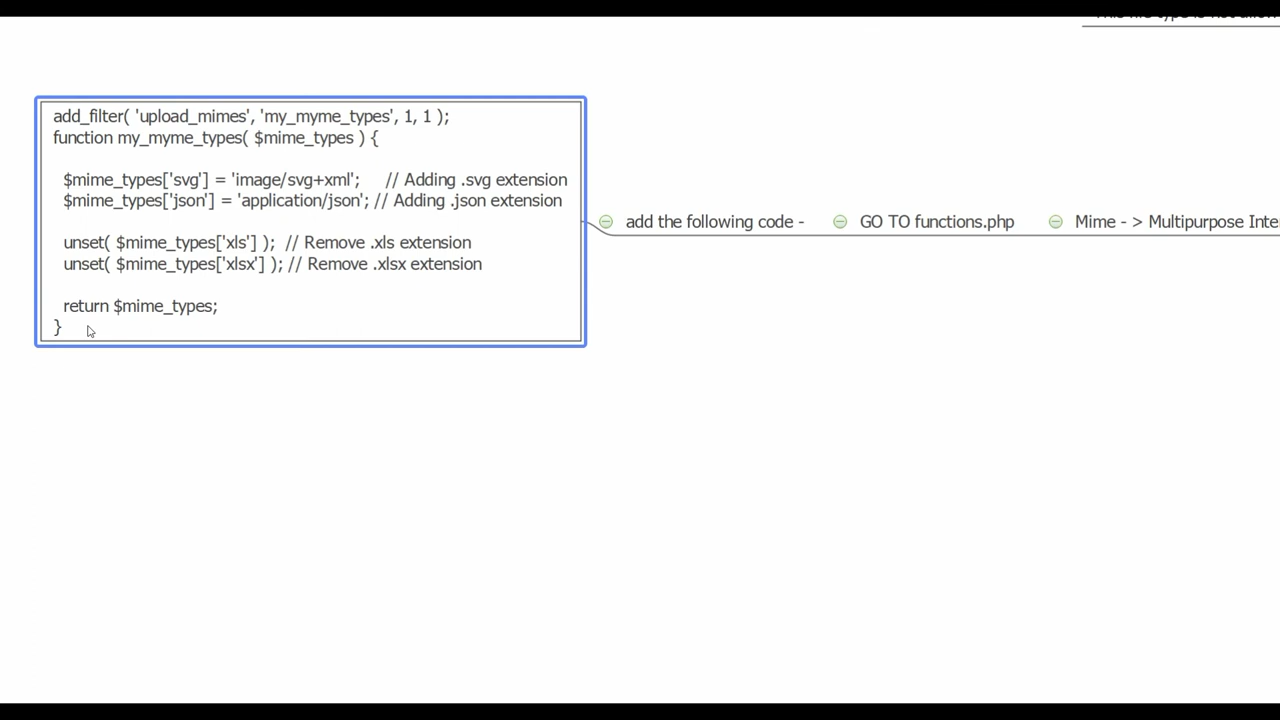 add_filter( 'upload_mimes', 'my_myme_types', 1, 1 );
function my_myme_types( $mime_types ) {
$mime_types['svg'] = 'image/svg+xml';     // Adding .svg extension
$mime_types['json'] = 'application/json'; // Adding .json extension
unset( $mime_types['xls'] );  // Remove .xls extension
unset( $mime_types['xlsx'] ); // Remove .xlsx extension
return $mime_types;
}
add the following code -
GO TO functions.php
Mime - > Multipurpose